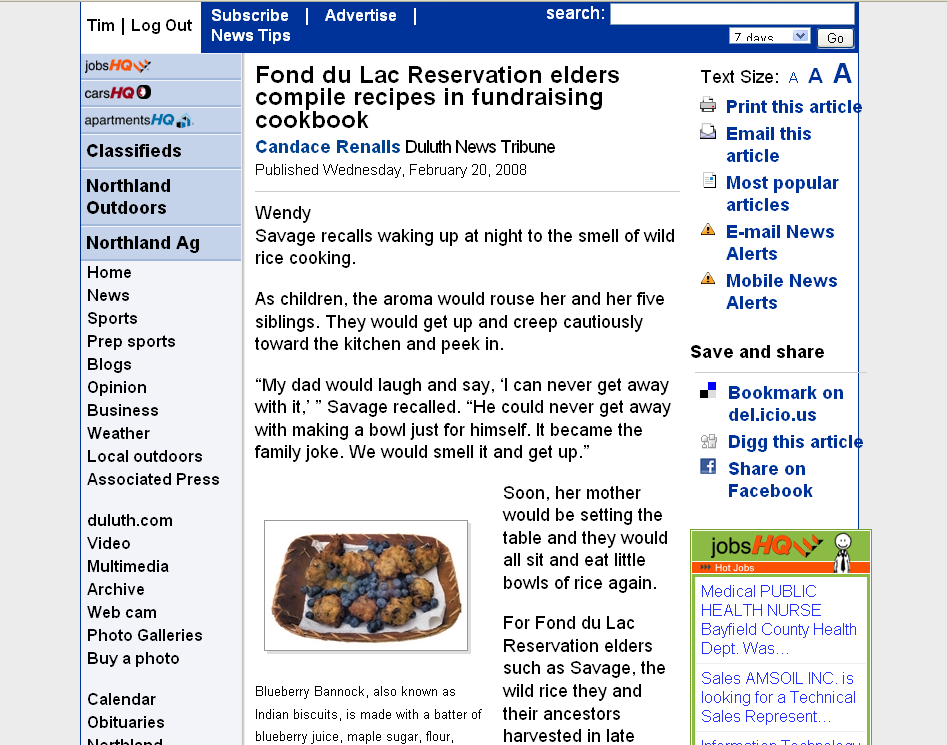 Tim | Log Out
Subscribe | Advertise |
News Tips
search:
7 days
Go
jobsHQ
carsHQ
apartmentsHQ
Classifieds
Northland
Outdoors
Northland Ag
Home
News
Sports
Prep sports
Blogs
Opinion
Business
Weather
Local outdoors
Associated Press
duluth.com
Video
Multimedia
Archive
Web cam
Photo Galleries
Buy a photo
Calendar
Obituaries
Northland
Fond du Lac Reservation elders
compile recipes in fundraising
cookbook
Candace Renalls Duluth News Tribune
Published Wednesday, February 20, 2008
Wendy
Savage recalls waking up at night to the smell of wild
rice cooking.
As children, the aroma would rouse her and her five
siblings. They would get up and creep cautiously
toward the kitchen and peek in.
“My dad would laugh and say, ‘I can never get away
with it,’ ” Savage recalled. “He could never get away
with making a bowl just for himself. It became the
family joke. We would smell it and get up.”
Soon, her mother
would be setting the
table and they would
all sit and eat little
bowls of rice again.
For Fond du Lac
Reservation elders
such as Savage, the
wild rice they and
their ancestors
harvested in late
Blueberry Bannock, also known as
Indian biscuits, is made with a batter of
blueberry juice, maple sugar, flour,
Text Size: A A A
Print this article
Email this
article
Most popular
articles
E-mail News
Alerts
Mobile News
Alerts
Save and share
Bookmark on
del.icio.us
Digg this article
Share on
Facebook
jobsHQ
Hot Jobs
Medical PUBLIC
HEALTH NURSE
Bayfield County Health
Dept. Was...
Sales AMSOIL INC. is
looking for a Technical
Sales Represent...
Information Technology